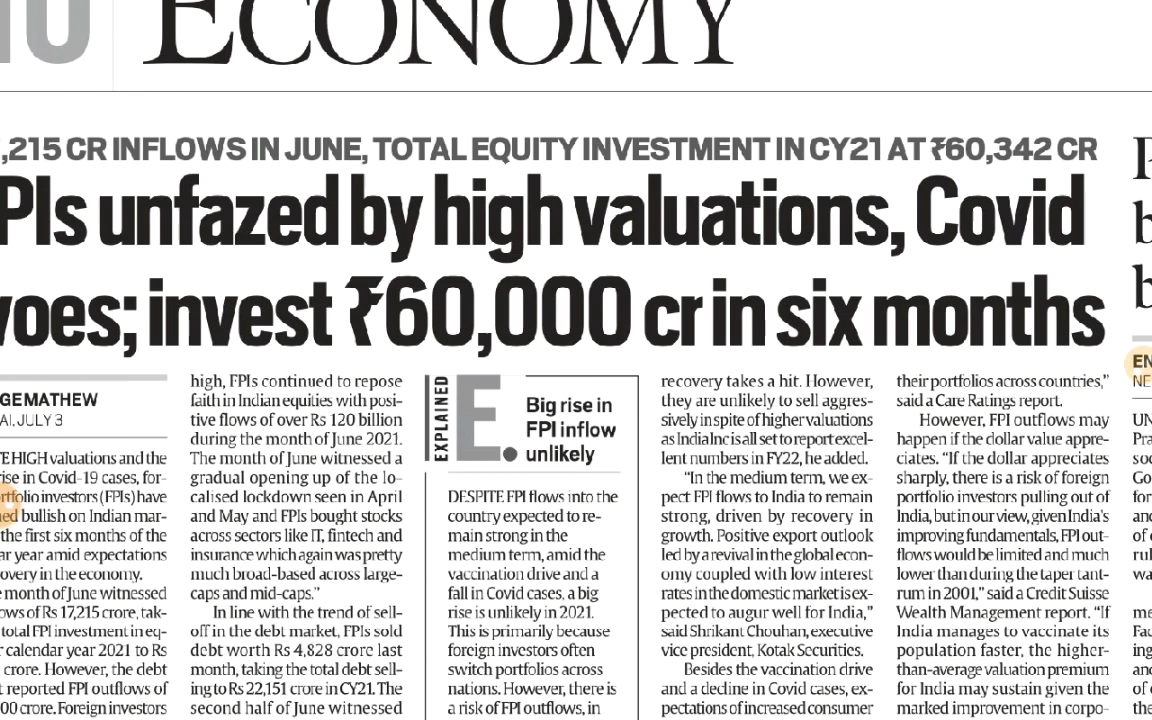 10
ECONOMY
,215 CR INFLOWS IN JUNE, TOTAL EQUITY INVESTMENT IN CY21 AT ₹60,342 CR
PIs unfazed by high valuations, Covid
woes; invest ₹60,000 cr in six months
GE MATHEW
AI, JULY 3
TE HIGH valuations and the
rise in Covid-19 cases, for-
rtfolio investors (FPIs) have
ned bullish on Indian mar-
the first six months of the
ar year amid expectations
overy in the economy.
e month of June witnessed
ows of Rs 17,215 crore, tak-
total FPI investment in eq-
r calendar year 2021 to Rs
crore. However, the debt
t reported FPI outflows of
00 crore. Foreign investors
high, FPIs continued to repose
faith in Indian equities with posi-
tive flows of over Rs 120 billion
during the month of June 2021.
The month of June witnessed a
gradual opening up of the lo-
calised lockdown seen in April
and May and FPIs bought stocks
across sectors like IT, fintech and
insurance which again was pretty
much broad-based across large-
caps and mid-caps."
In line with the trend of sell-
off in the debt market, FPIs sold
debt worth Rs 4,828 crore last
month, taking the total debt sell-
ing to Rs 22,151 crore in CY21. The
second half of June witnessed
EXPLAINED
E.
Big rise in
FPI inflow
unlikely
DESPITE FPI flows into the
country expected to re-
main strong in the
medium term, amid the
vaccination drive and a
fall in Covid cases, a big
rise is unlikely in 2021.
This is primarily because
foreign investors often
switch portfolios across
nations. However, there is
a risk of FPI outflows, in
recovery takes a hit. However,
they are unlikely to sell aggres-
sively in spite of higher valuations
as India Inc is all set to report excel-
lent numbers in FY22, he added.
"In the medium term, we ex-
pect FPI flows to India to remain
strong, driven by recovery in
growth. Positive export outlook
led by a revival in the global econ-
omy coupled with low interest
rates in the domestic market is ex-
pected to augur well for India,"
said Shrikant Chouhan, executive
vice president, Kotak Securities.
Besides the vaccination drive
and a decline in Covid cases, ex-
pectations of increased consumer
their portfolios across countries,"
said a Care Ratings report.
However, FPI outflows may
happen if the dollar value appre-
ciates. "If the dollar appreciates
sharply, there is a risk of foreign
portfolio investors pulling out of
India, but in our view, given India's
improving fundamentals, FPI out-
flows would be limited and much
lower than during the taper tant-
rum in 2001," said a Credit Suisse
Wealth Management report. "If
India manages to vaccinate its
population faster, the higher-
than-average valuation premium
for India may sustain given the
marked improvement in corpo-
P
b
b
EN
NE
UN
Pra
soc
Go
for
and
of
rul
wa
me
Fac
ing
and
of
the